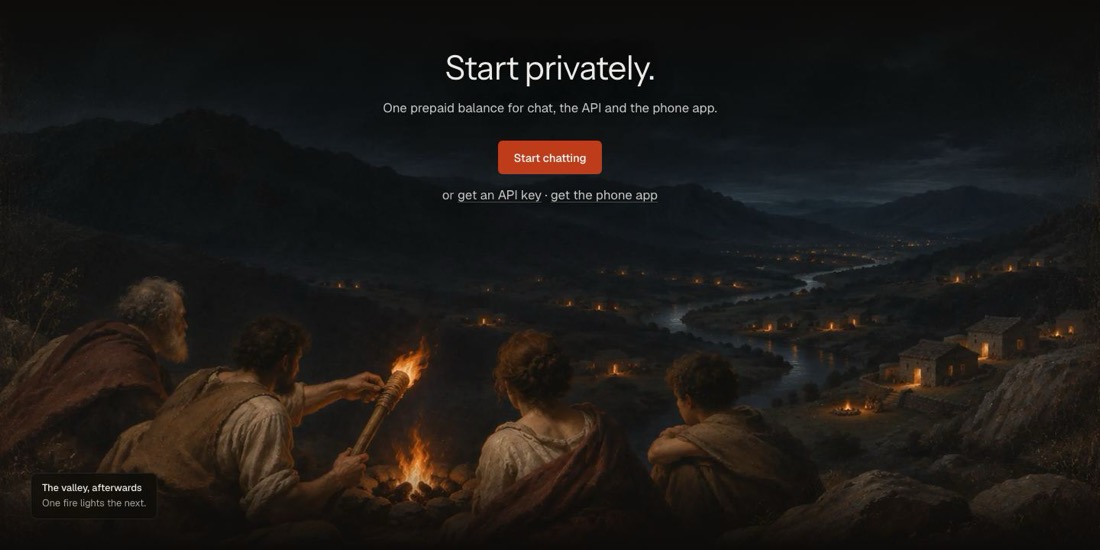 Start privately.
One prepaid balance for chat, the API and the phone app.
Start chatting
or get an API key · get the phone app
The valley, afterwards
One fire lights the next.